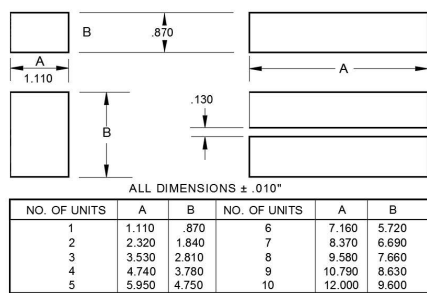 B
.870
A
1.110
A
.130
B
ALL DIMENSIONS ± .010"
NO. OF UNITS A B NO. OF UNITS A B
1 1.110 .870 6 7.160 5.720
2 2.320 1.840 7 8.370 6.690
3 3.530 2.810 8 9.580 7.660
4 4.740 3.780 9 10.790 8.630
5 5.950 4.750 10 12.000 9.600